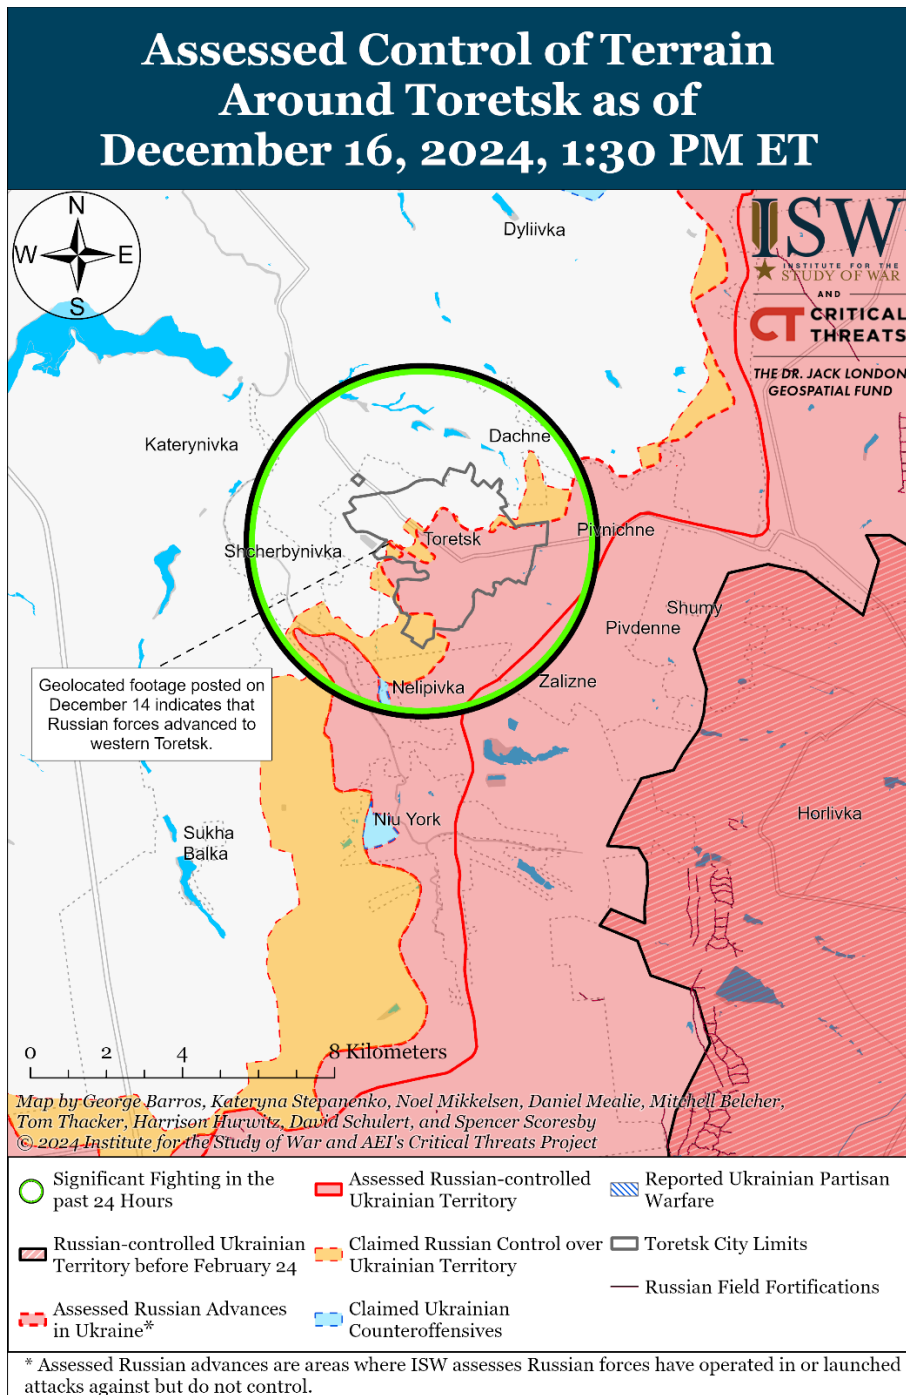 Assessed Control of Terrain
Around Toretsk as of
December 16, 2024, 1:30 PM ET
N
W
E
S
Dyliivka
ISW
INSTITUTE FOR THE
STUDY OF WAR
AND
CT CRITICAL
THREATS
THE DR. JACK LONDON
GEOSPATIAL FUND
Katerynivka
Dachne
Shcherbynivka
Toretsk
Pivnichne
Shumy
Pivdenne
Geolocated footage posted on
December 14 indicates that
Russian forces advanced to
western Toretsk.
Nelipivka
Zalizne
Niu York
Horlivka
Sukha
Balka
0 2 4 8 Kilometers
Map by George Barros, Kateryna Stepanenko, Noel Mikkelsen, Daniel Mealie, Mitchell Belcher,
Tom Thacker, Harrison Hurwitz, David Schulert, and Spencer Scoresby
© 2024 Institute for the Study of War and AEI's Critical Threats Project
Significant Fighting in the
past 24 Hours
Russian-controlled Ukrainian
Territory before February 24
Assessed Russian Advances
in Ukraine*
Assessed Russian-controlled
Ukrainian Territory
Claimed Russian Control over
Ukrainian Territory
Claimed Ukrainian
Counteroffensives
Reported Ukrainian Partisan
Warfare
Toretsk City Limits
Russian Field Fortifications
* Assessed Russian advances are areas where ISW assesses Russian forces have operated in or launched
attacks against but do not control.